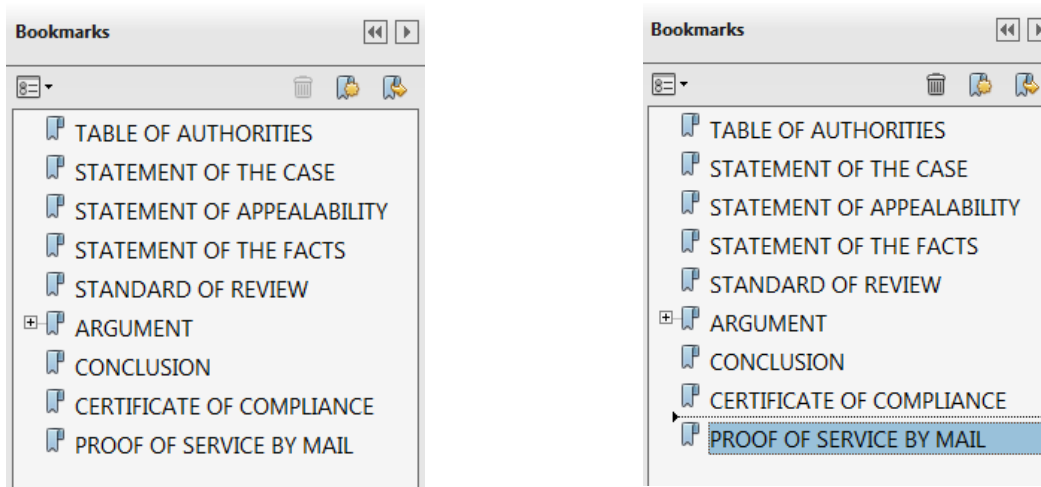 Bookmarks
TABLE OF AUTHORITIES
STATEMENT OF THE CASE
STATEMENT OF APPEALABILITY
STATEMENT OF THE FACTS
STANDARD OF REVIEW
ARGUMENT
CONCLUSION
CERTIFICATE OF COMPLIANCE
PROOF OF SERVICE BY MAIL
Bookmarks
TABLE OF AUTHORITIES
STATEMENT OF THE CASE
STATEMENT OF APPEALABILITY
STATEMENT OF THE FACTS
STANDARD OF REVIEW
ARGUMENT
CONCLUSION
CERTIFICATE OF COMPLIANCE
PROOF OF SERVICE BY MAIL